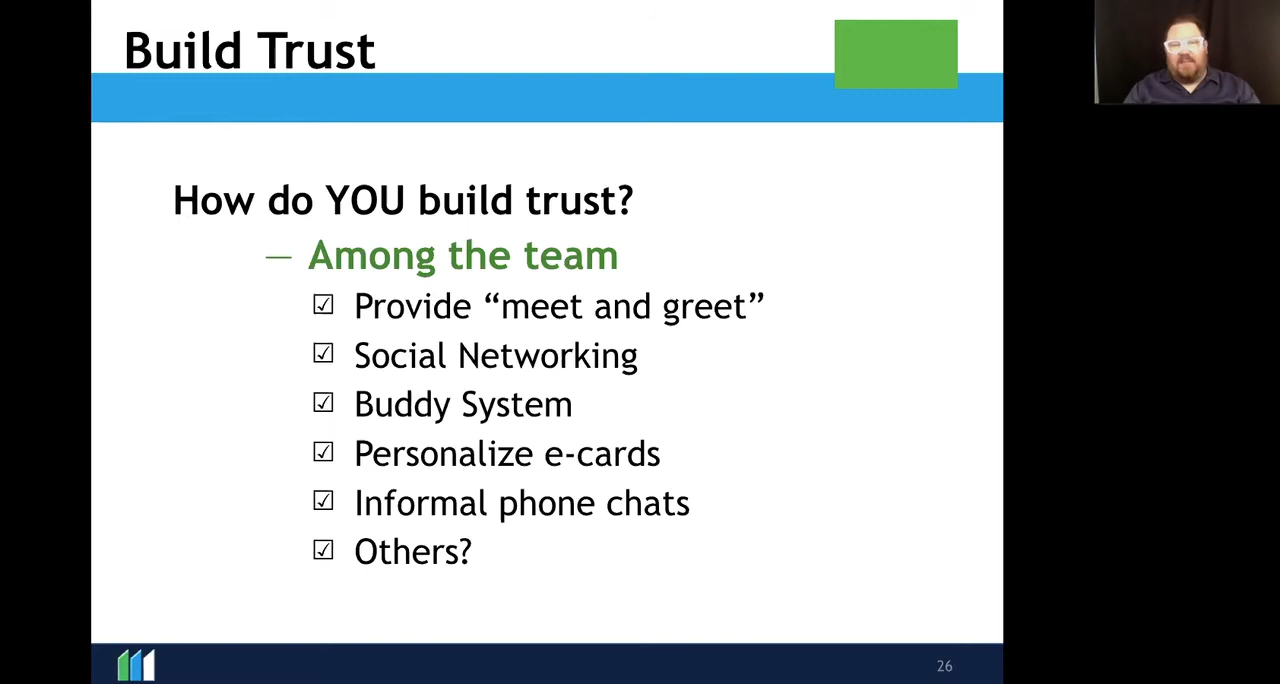 Build Trust
How do YOU build trust?
— Among the team
☑ Provide “meet and greet”
☑ Social Networking
☑ Buddy System
☑ Personalize e-cards
☑ Informal phone chats
☑ Others?
26